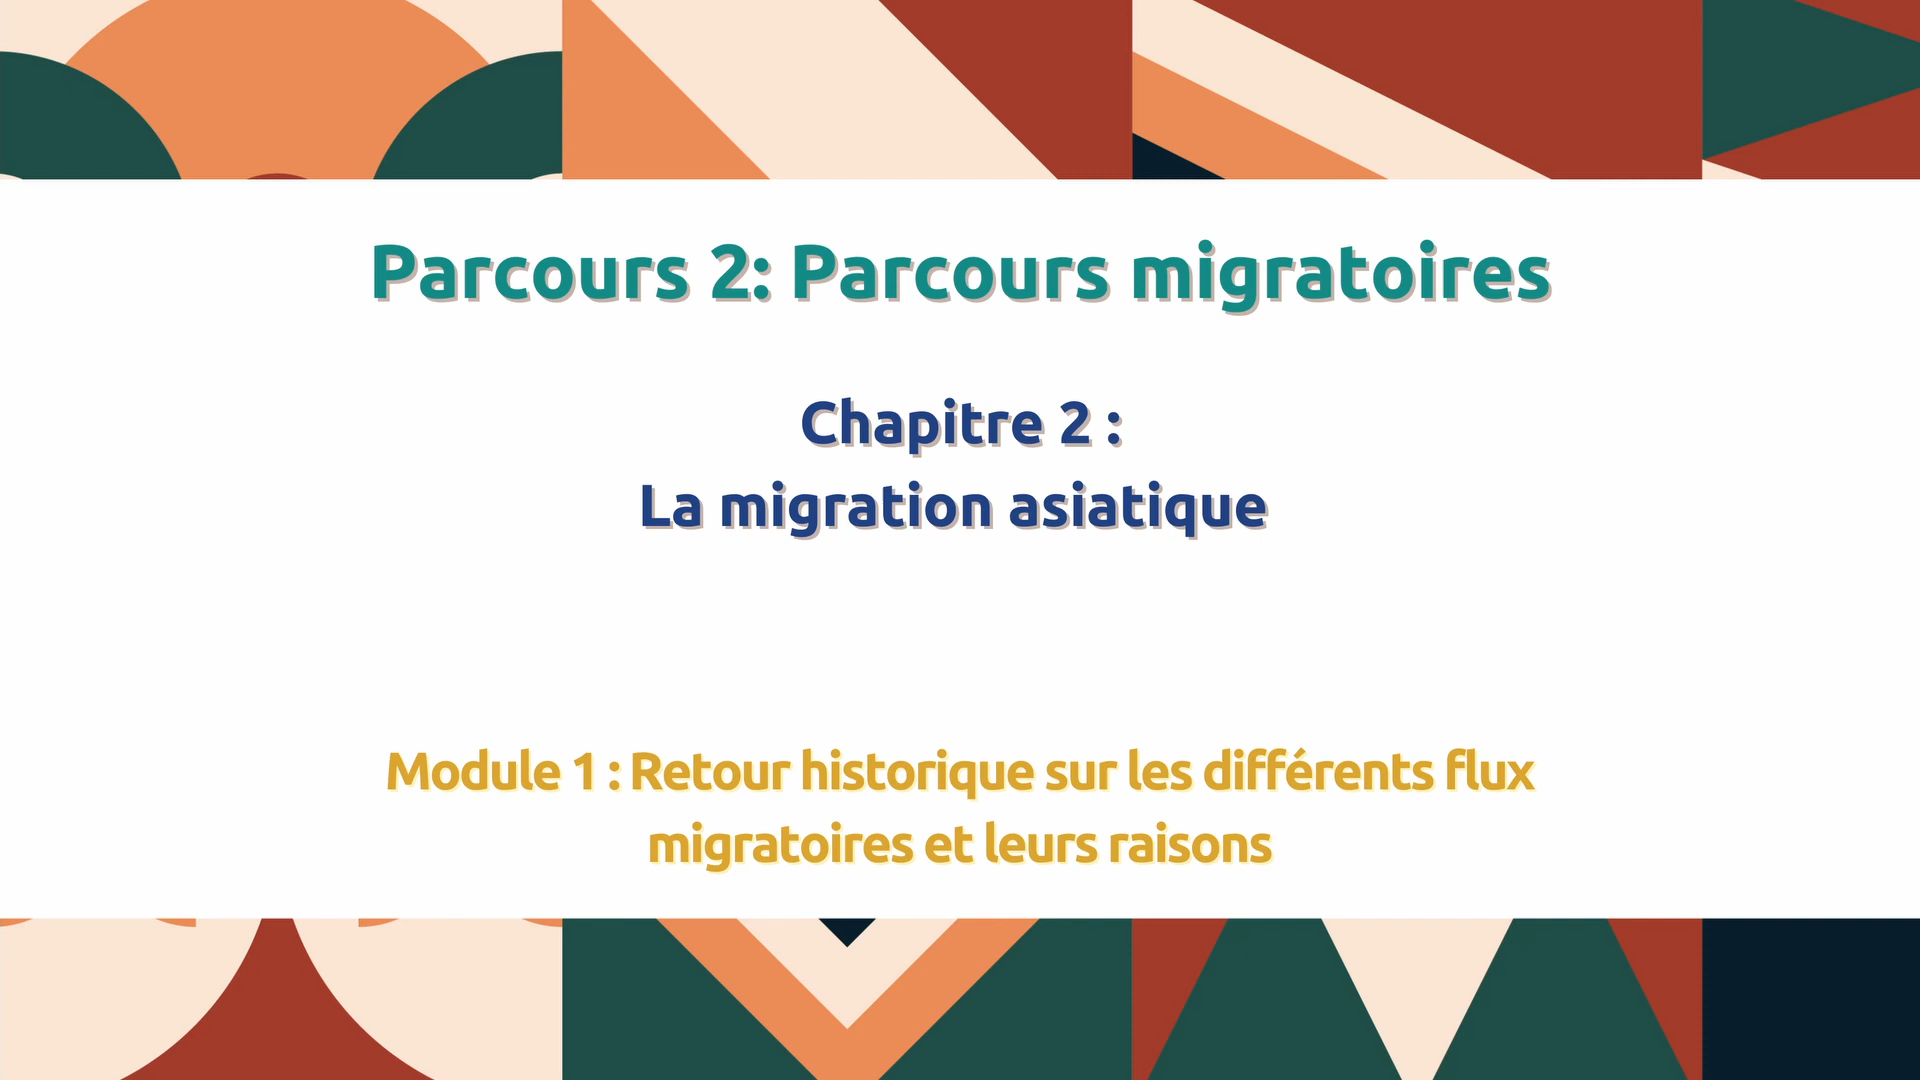 Parcours 2: Parcours migratoires
Chapitre 2 :
La migration asiatique
Module 1 : Retour historique sur les différents flux
migratoires et leurs raisons